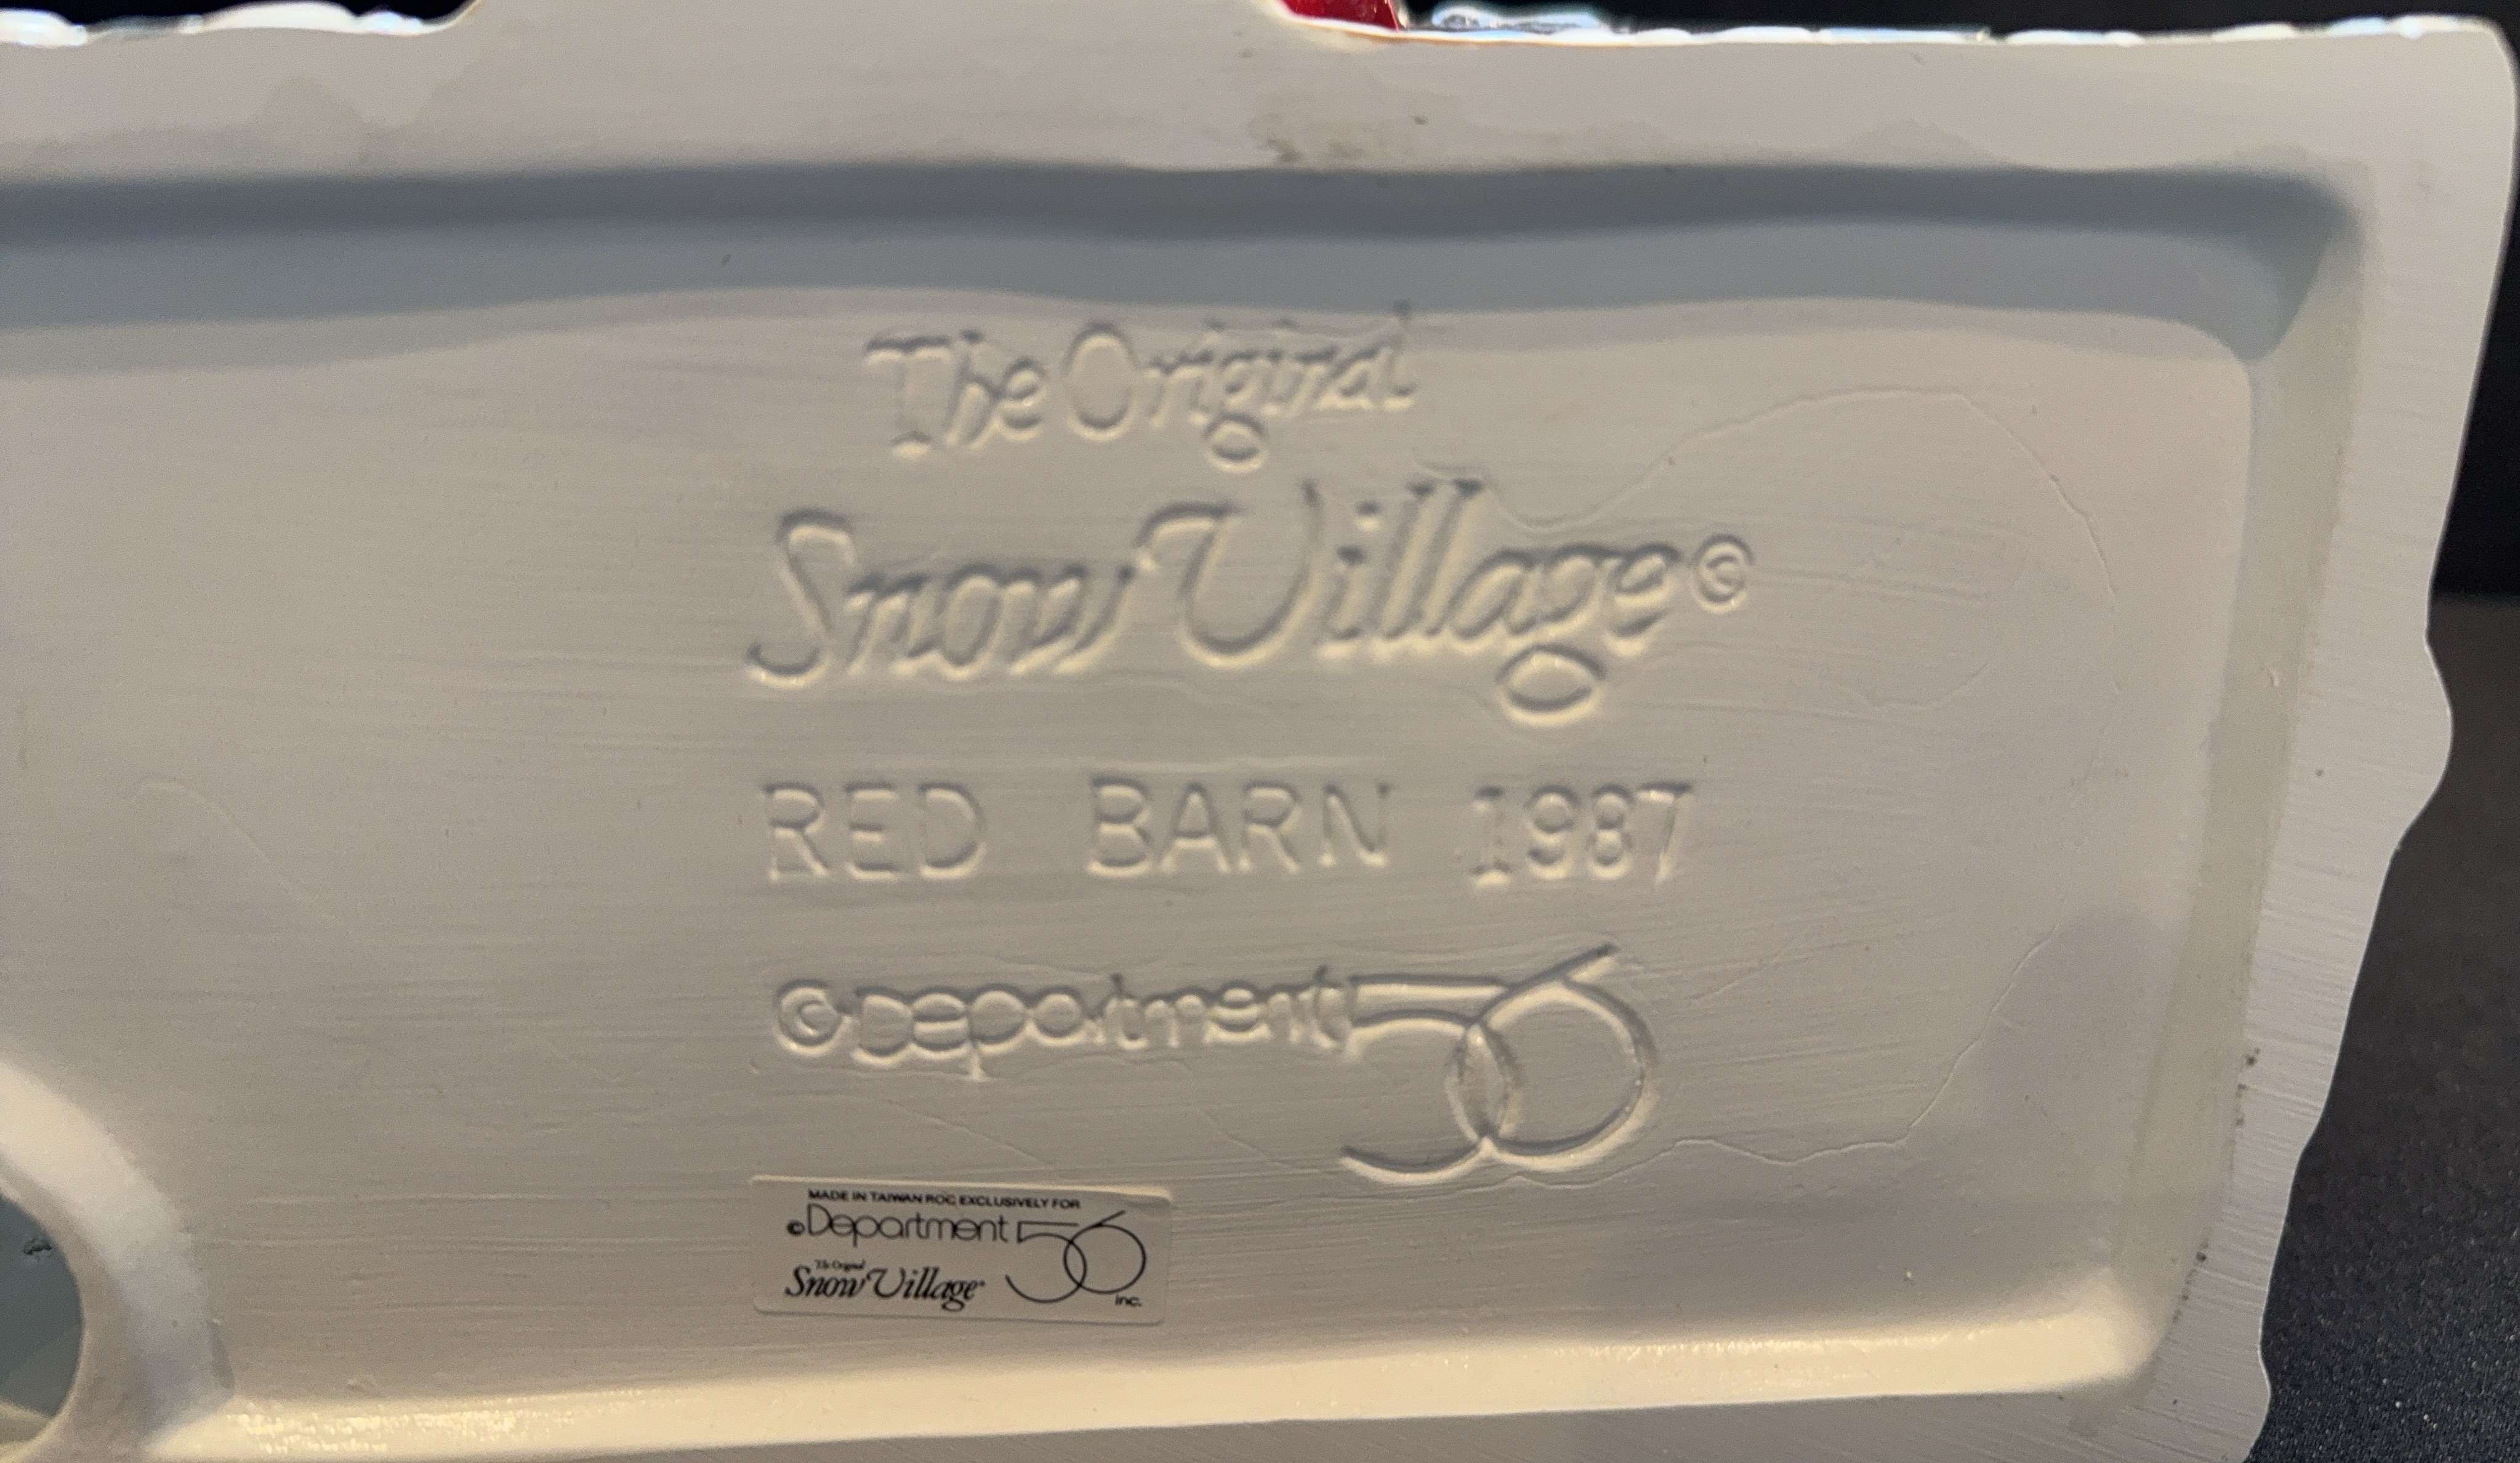 The Original
Snow Village©
RED BARN 1987
©Department 56
MADE IN TAIWAN ROC EXCLUSIVELY FOR
©Department 56
The Original
Snow Village®
inc.